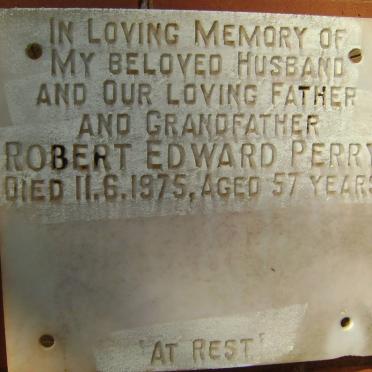 IN LOVING MEMORY OF
MY BELOVED HUSBAND
AND OUR LOVING FATHER
AND GRANDFATHER
ROBERT EDWARD PERRY
DIED 11.6.1975, AGED 57 YEARS
'AT REST.'